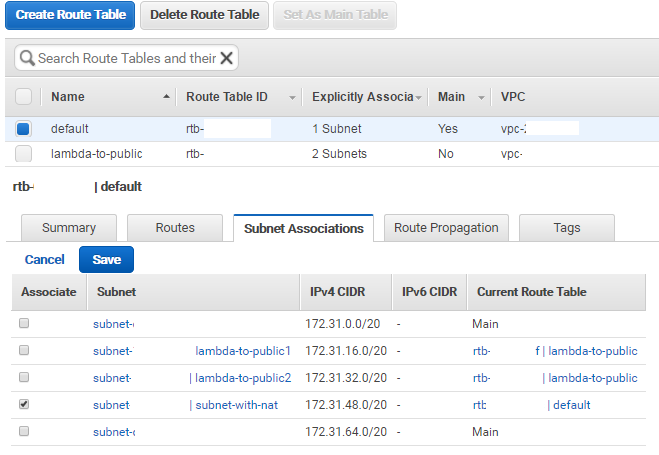 Create Route Table Delete Route Table Set As Main Table
Search Route Tables and their
Name Route Table ID Explicitly Associa Main VPC
default rtb- 1 Subnet Yes vpc-2
lambda-to-public rtb- 2 Subnets No vpc-
rtb- | default
Summary Routes Subnet Associations Route Propagation Tags
Cancel Save
Associate Subnet IPv4 CIDR IPv6 CIDR Current Route Table
subnet- 172.31.0.0/20 - Main
subnet- lambda-to-public1 172.31.16.0/20 - rtb- f | lambda-to-public
subnet- | lambda-to-public2 172.31.32.0/20 - rtb- | lambda-to-public
subnet- | subnet-with-nat 172.31.48.0/20 - rtb | default
subnet- 172.31.64.0/20 - Main